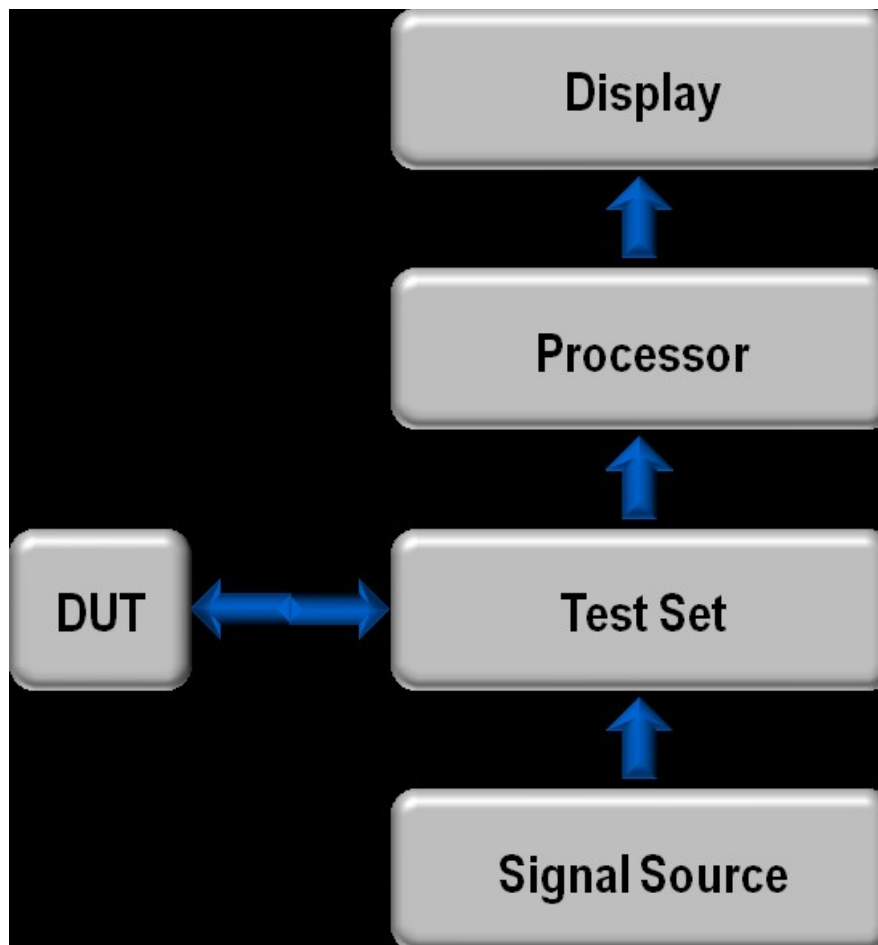 Display
Processor
DUT
Test Set
Signal Source